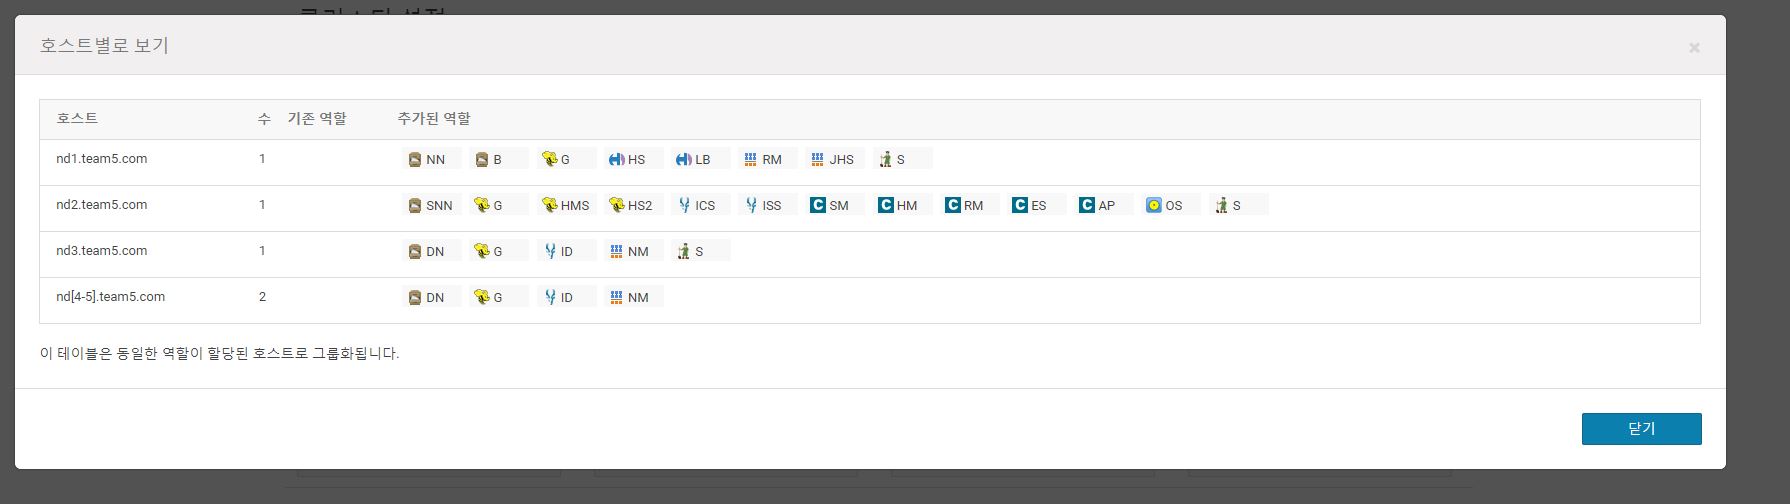 호스트별로 보기
×
호스트 수 기존 역할 추가된 역할
nd1.team5.com 1 NN B G HS LB RM JHS S
nd2.team5.com 1 SNN G HMS HS2 ICS ISS SM HM RM ES AP OS S
nd3.team5.com 1 DN G ID NM S
nd[4-5].team5.com 2 DN G ID NM
이 테이블은 동일한 역할이 할당된 호스트로 그룹화됩니다.
닫기